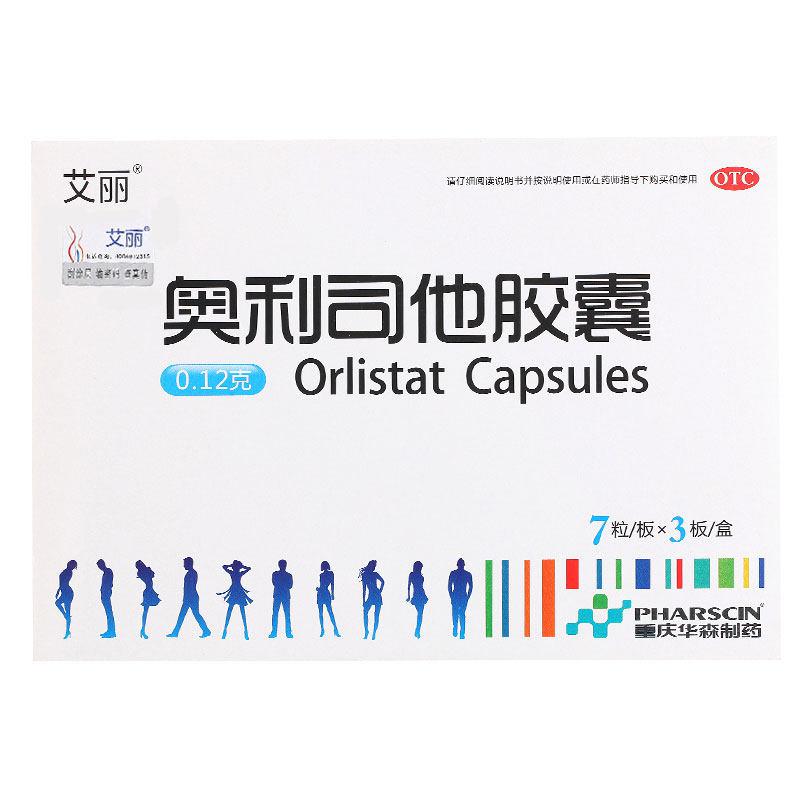 艾丽®
请仔细阅读说明书并按说明使用或在药师指导下购买和使用 OTC
艾丽®
奥利司他胶囊
0.12克 Orlistat Capsules
7粒/板×3板/盒
PHARSCIN®
重庆华森制药